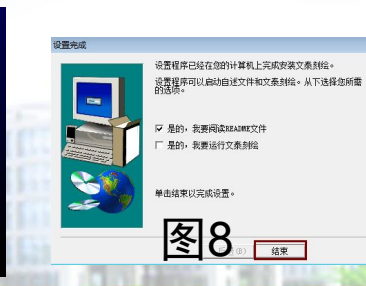 设置完成
设置程序已经在您的计算机上完成安装文泰刻绘。
设置程序可以启动自述文件和文泰刻绘。从下选择您所需
的选项。
是的，我要阅读README文件
是的，我要运行文泰刻绘
单击结束以完成设置。
图8
(B)
结束